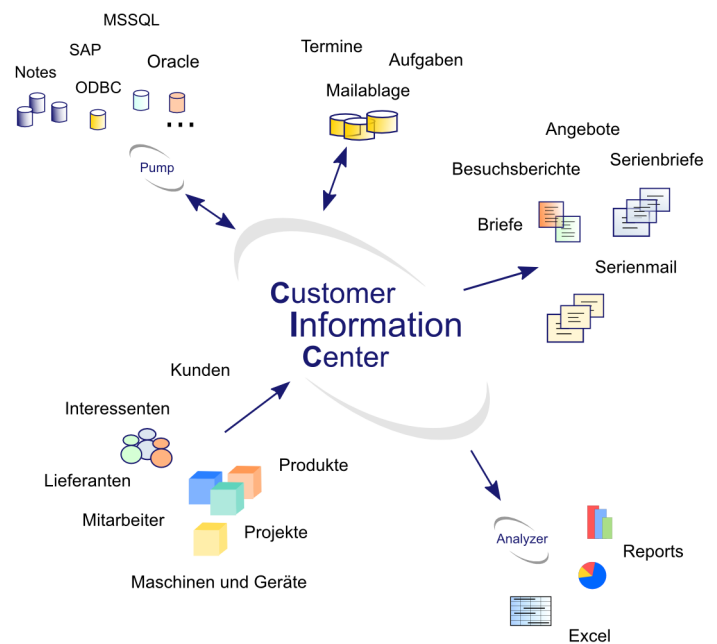 MSSQL
SAP
Oracle
Notes
ODBC
...
Pump
Termine
Aufgaben
Mailablage
Angebote
Serienbriefe
Besuchsberichte
Briefe
Serienmail
Customer
Information
Center
Kunden
Interessenten
Lieferanten
Produkte
Mitarbeiter
Projekte
Maschinen und Geräte
Analyzer
Reports
Excel